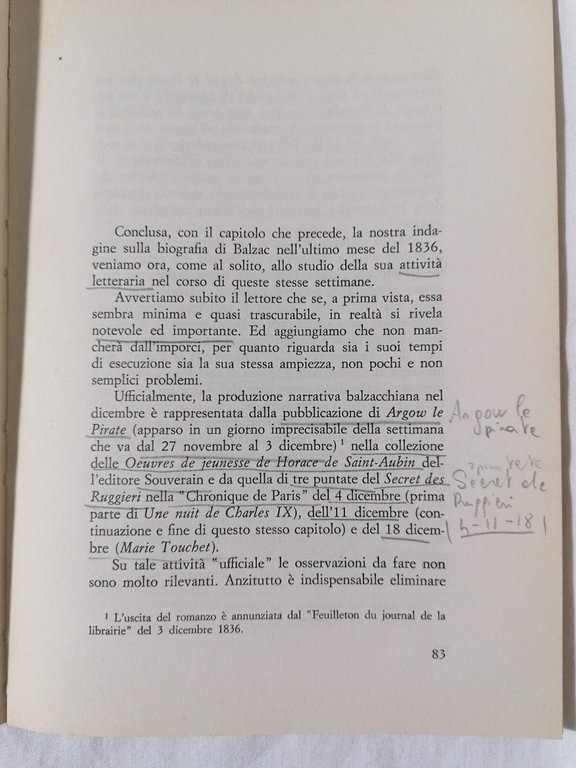 Conclusa, con il capitolo che precede, la nostra inda-
gine sulla biografia di Balzac nell'ultimo mese del 1836,
veniamo ora, come al solito, allo studio della sua attività
letteraria nel corso di queste stesse settimane.
Avvertiamo subito il lettore che se, a prima vista, essa
sembra minima e quasi trascurabile, in realtà si rivela
notevole ed importante. Ed aggiungiamo che non man-
cherà dall'imporci, per quanto riguarda sia i suoi tempi
di esecuzione sia la sua stessa ampiezza, non pochi e non
semplici problemi.
Ufficialmente, la produzione narrativa balzacchiana nel
dicembre è rappresentata dalla pubblicazione di Argow le
Pirate (apparso in un giorno imprecisabile della settimana
che va dal 27 novembre al 3 dicembre) 1 nella collezione
delle Oeuvres de jeunesse de Horace de Saint-Aubin del-
l'editore Souverain e da quella di tre puntate del Secret des
Ruggieri nella "Chronique de Paris" del 4 dicembre (prima
parte di Une nuit de Charles IX), dell'11 dicembre (con-
tinuazione e fine di questo stesso capitolo) e del 18 dicem-
bre (Marie Touchet).
Su tale attività "ufficiale" le osservazioni da fare non
sono molto rilevanti. Anzitutto è indispensabile eliminare
1 L'uscita del romanzo è annunziata dal "Feuilleton du journal de la
librairie" del 3 dicembre 1836.
83
Argow le
pirate
Secret de
Ruggieri
-11-18